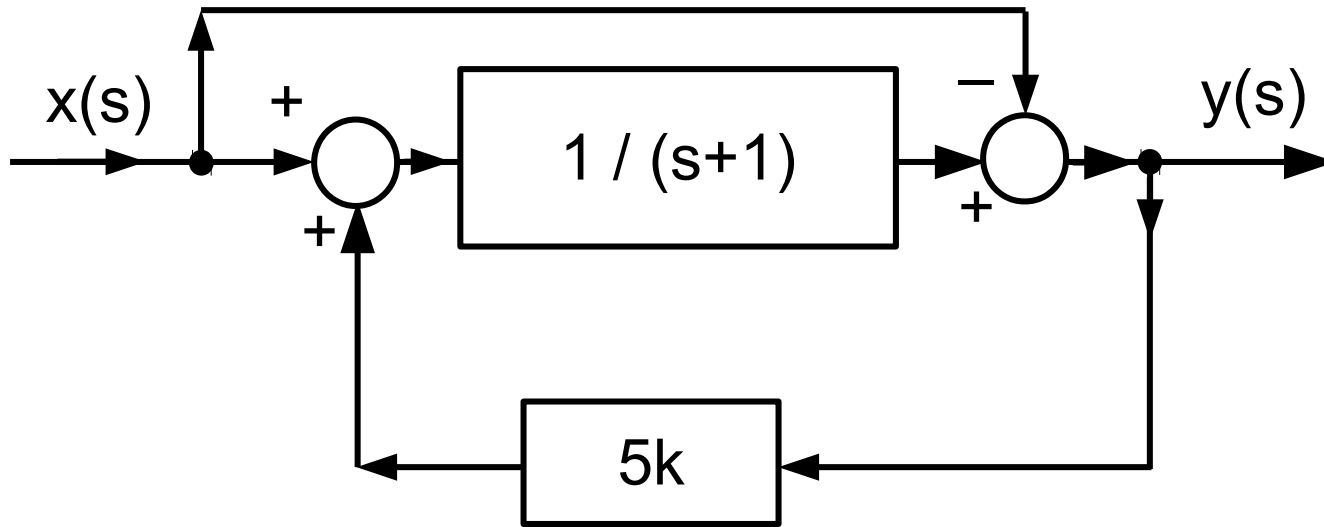 x(s)
+
+
1 / (s+1)
−
+
y(s)
5k